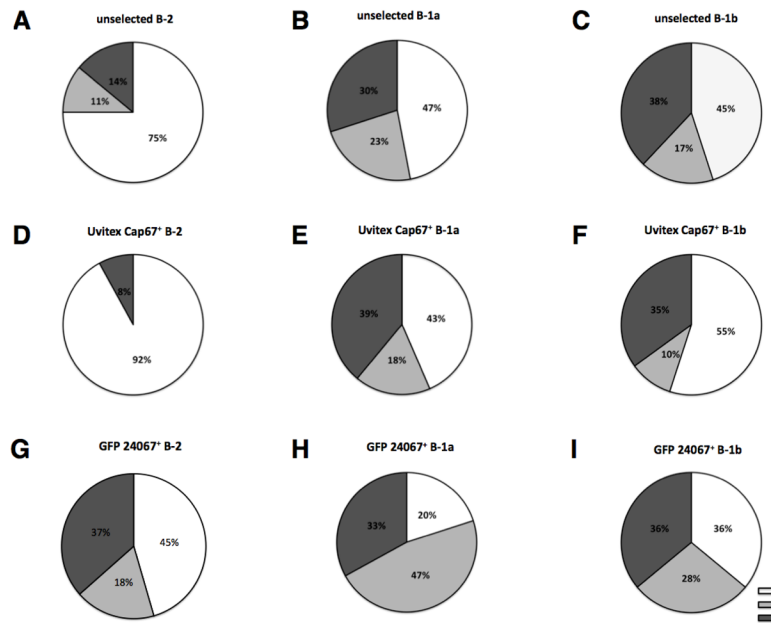 A unselected B-2
B unselected B-1a
C unselected B-1b
14%
11%
75%
30%
47%
23%
38%
45%
17%
D Uvitex Cap67⁺ B-2
E Uvitex Cap67⁺ B-1a
F Uvitex Cap67⁺ B-1b
8%
92%
39%
43%
18%
35%
55%
10%
G GFP 24067⁺ B-2
H GFP 24067⁺ B-1a
I GFP 24067⁺ B-1b
37%
45%
18%
33%
20%
47%
36%
36%
28%